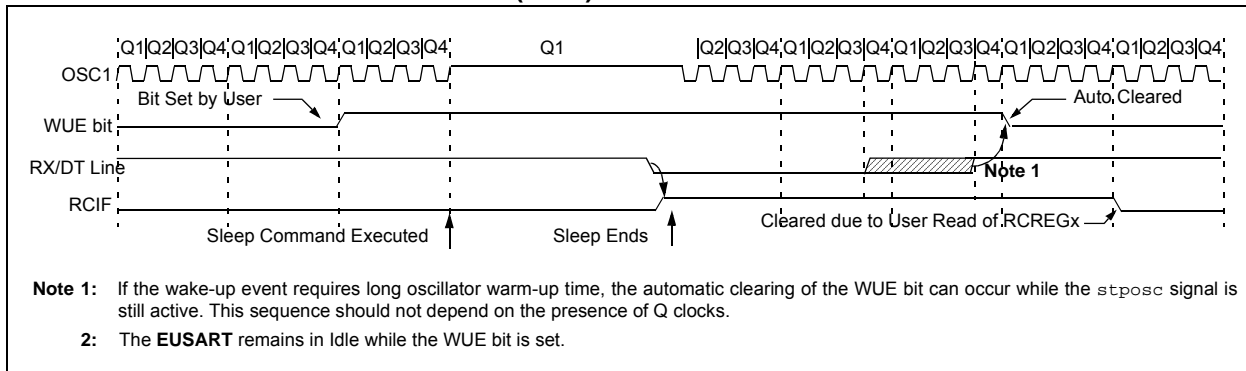 Q1 Q2 Q3 Q4 Q1 Q2 Q3 Q4 Q1 Q2 Q3 Q4 Q1 Q2 Q3 Q4 Q1 Q2 Q3 Q4 Q1 Q2 Q3 Q4 Q1 Q2 Q3 Q4 Q1 Q2 Q3 Q4
OSC1
Bit Set by User
Auto Cleared
WUE bit
RX/DT Line
Note 1
RCIF
Cleared due to User Read of RCREGx
Sleep Command Executed
Sleep Ends
Note 1: If the wake-up event requires long oscillator warm-up time, the automatic clearing of the WUE bit can occur while the stposc signal is
still active. This sequence should not depend on the presence of Q clocks.
2: The EUSART remains in Idle while the WUE bit is set.